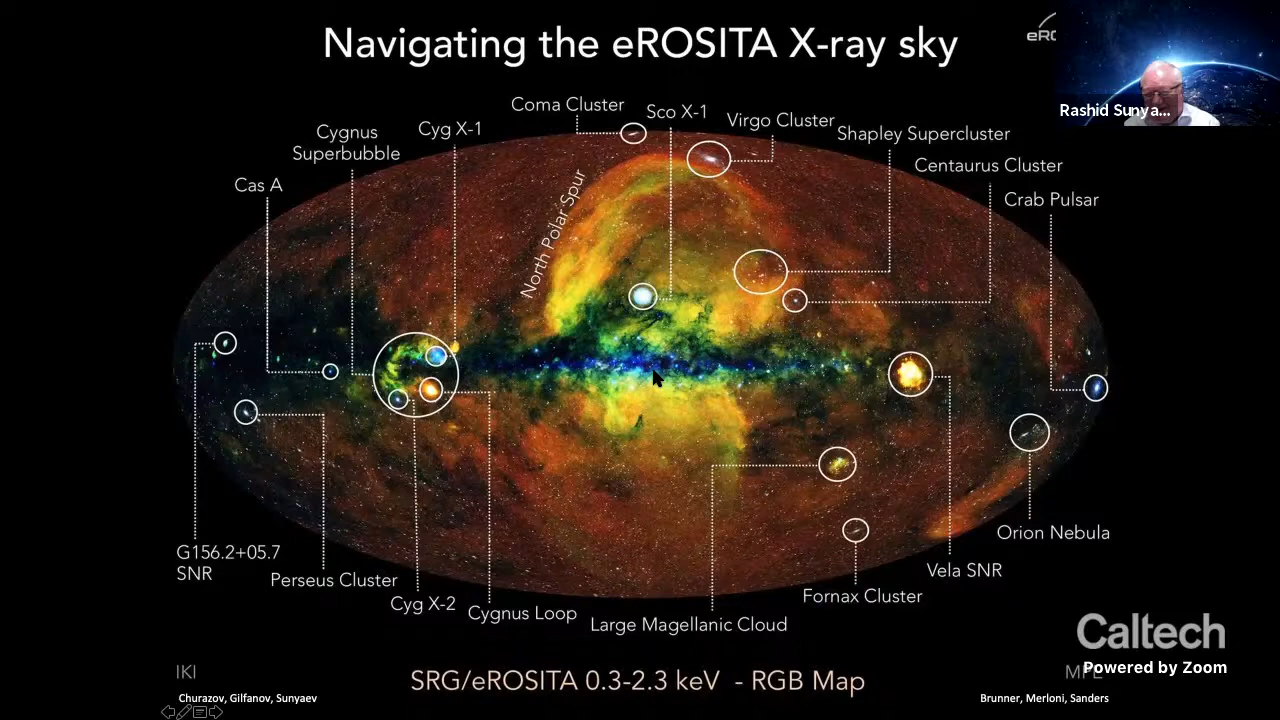 Navigating the eROSITA X-ray sky
Rashid Sunya...
Coma Cluster
Sco X-1
Virgo Cluster
Shapley Supercluster
Cygnus
Superbubble
Cyg X-1
Centaurus Cluster
Cas A
Crab Pulsar
North Polar Spur
G156.2+05.7
SNR
Perseus Cluster
Cyg X-2
Cygnus Loop
Large Magellanic Cloud
Fornax Cluster
Vela SNR
Orion Nebula
Caltech
Powered by Zoom
IKI
SRG/eROSITA 0.3-2.3 keV - RGB Map
Churazov, Gilfanov, Sunyaev
Brunner, Merloni, Sanders